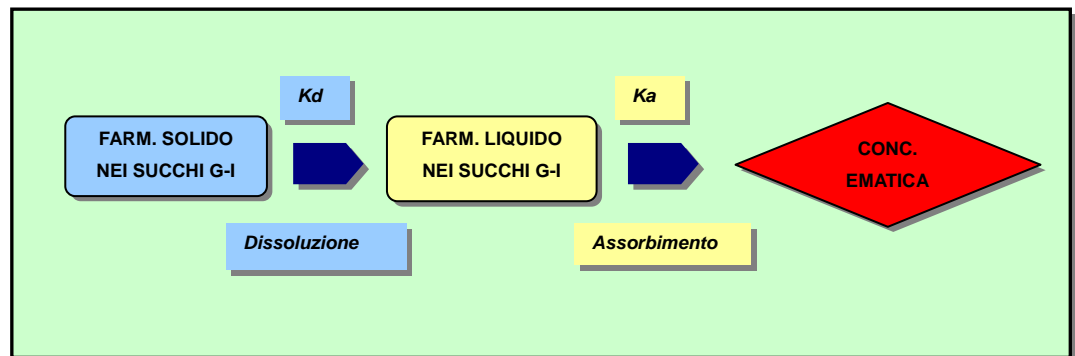 Kd
Ka
FARM. SOLIDO
NEI SUCCHI G-I
FARM. LIQUIDO
NEI SUCCHI G-I
CONC.
EMATICA
Dissoluzione
Assorbimento